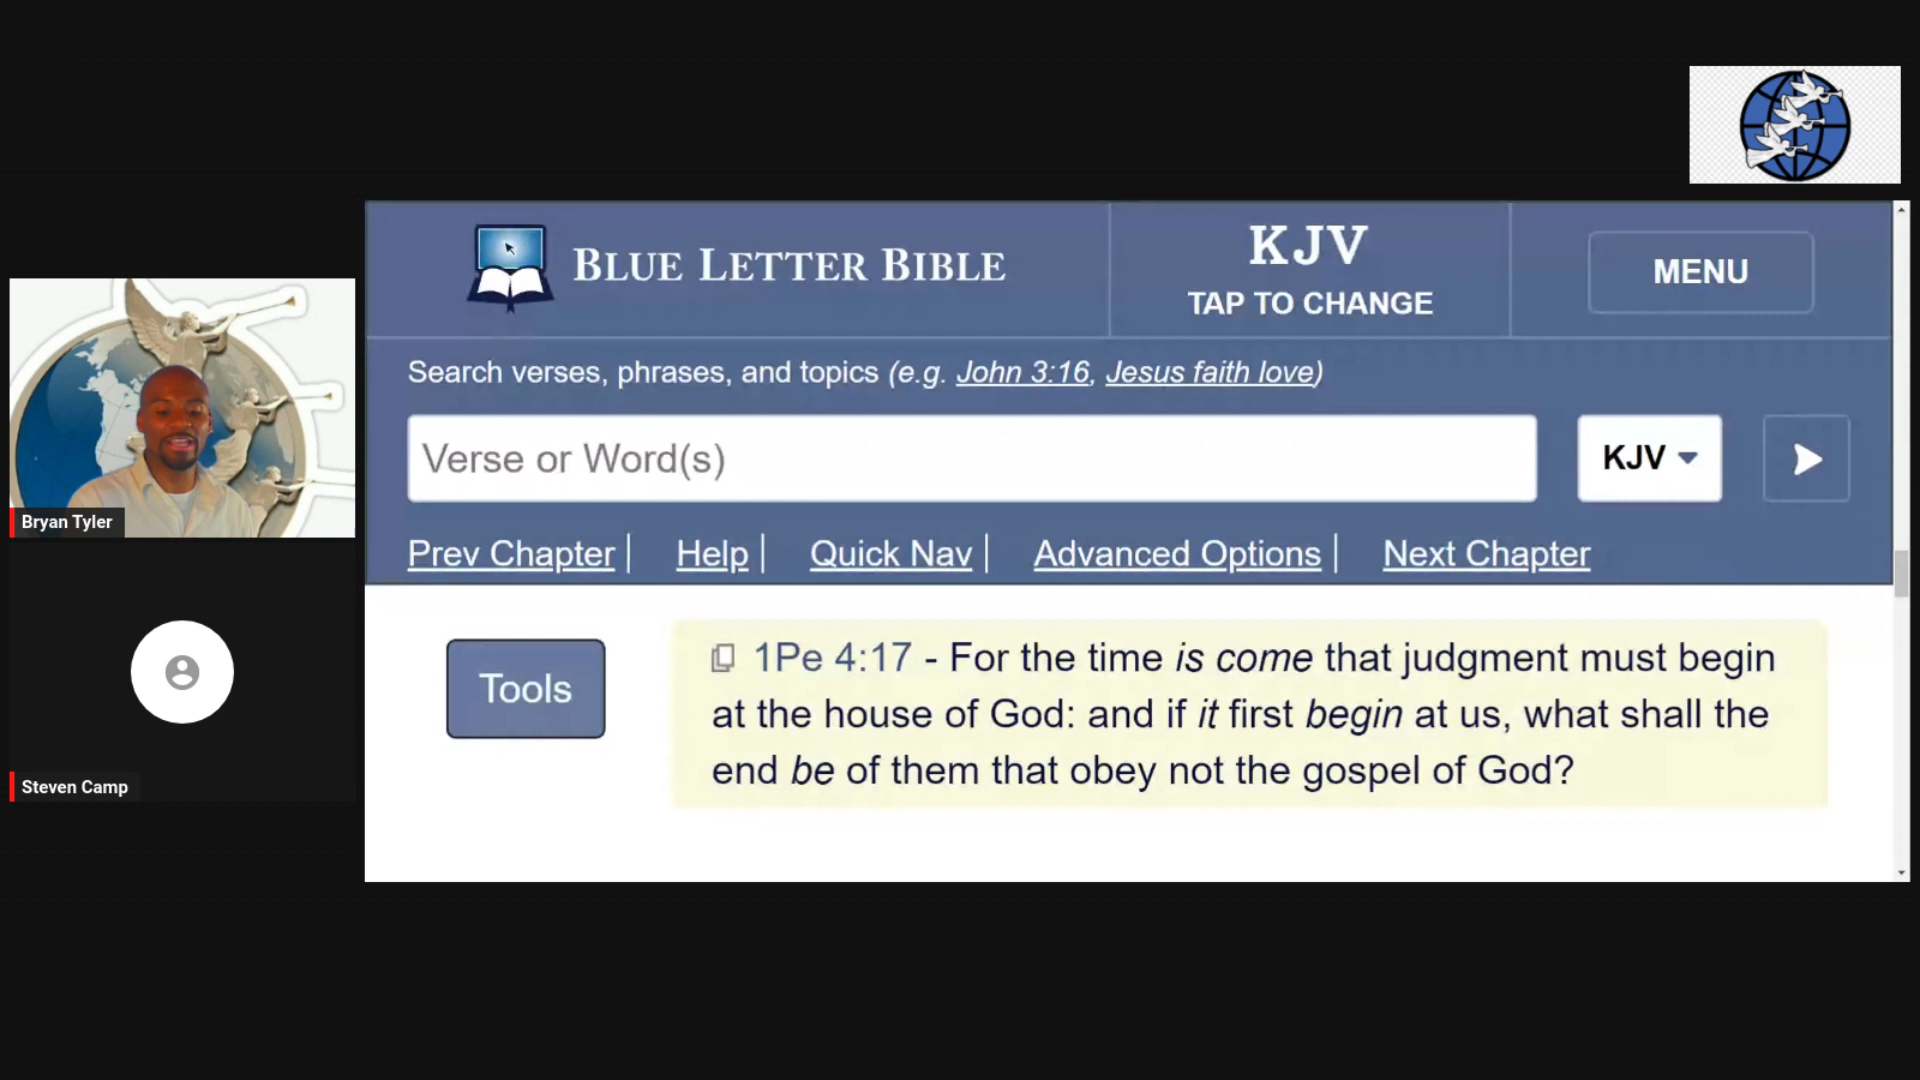 BLUE LETTER BIBLE
KJV
TAP TO CHANGE
MENU
Search verses, phrases, and topics (e.g. John 3:16, Jesus faith love)
Verse or Word(s)
KJV
Prev Chapter | Help | Quick Nav | Advanced Options | Next Chapter
Tools
1Pe 4:17 - For the time is come that judgment must begin
at the house of God: and if it first begin at us, what shall the
end be of them that obey not the gospel of God?
Bryan Tyler
Steven Camp